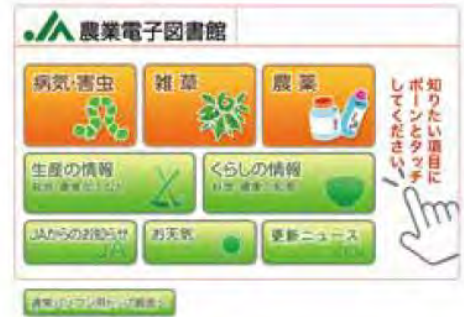 JA 農業電子図書館
病気・害虫
雑草
農薬
知りたい項目に
ポーンとタッチ
してください。
生産の情報
くらしの情報
JAからのお知らせ
JA
お天気
更新ニュース